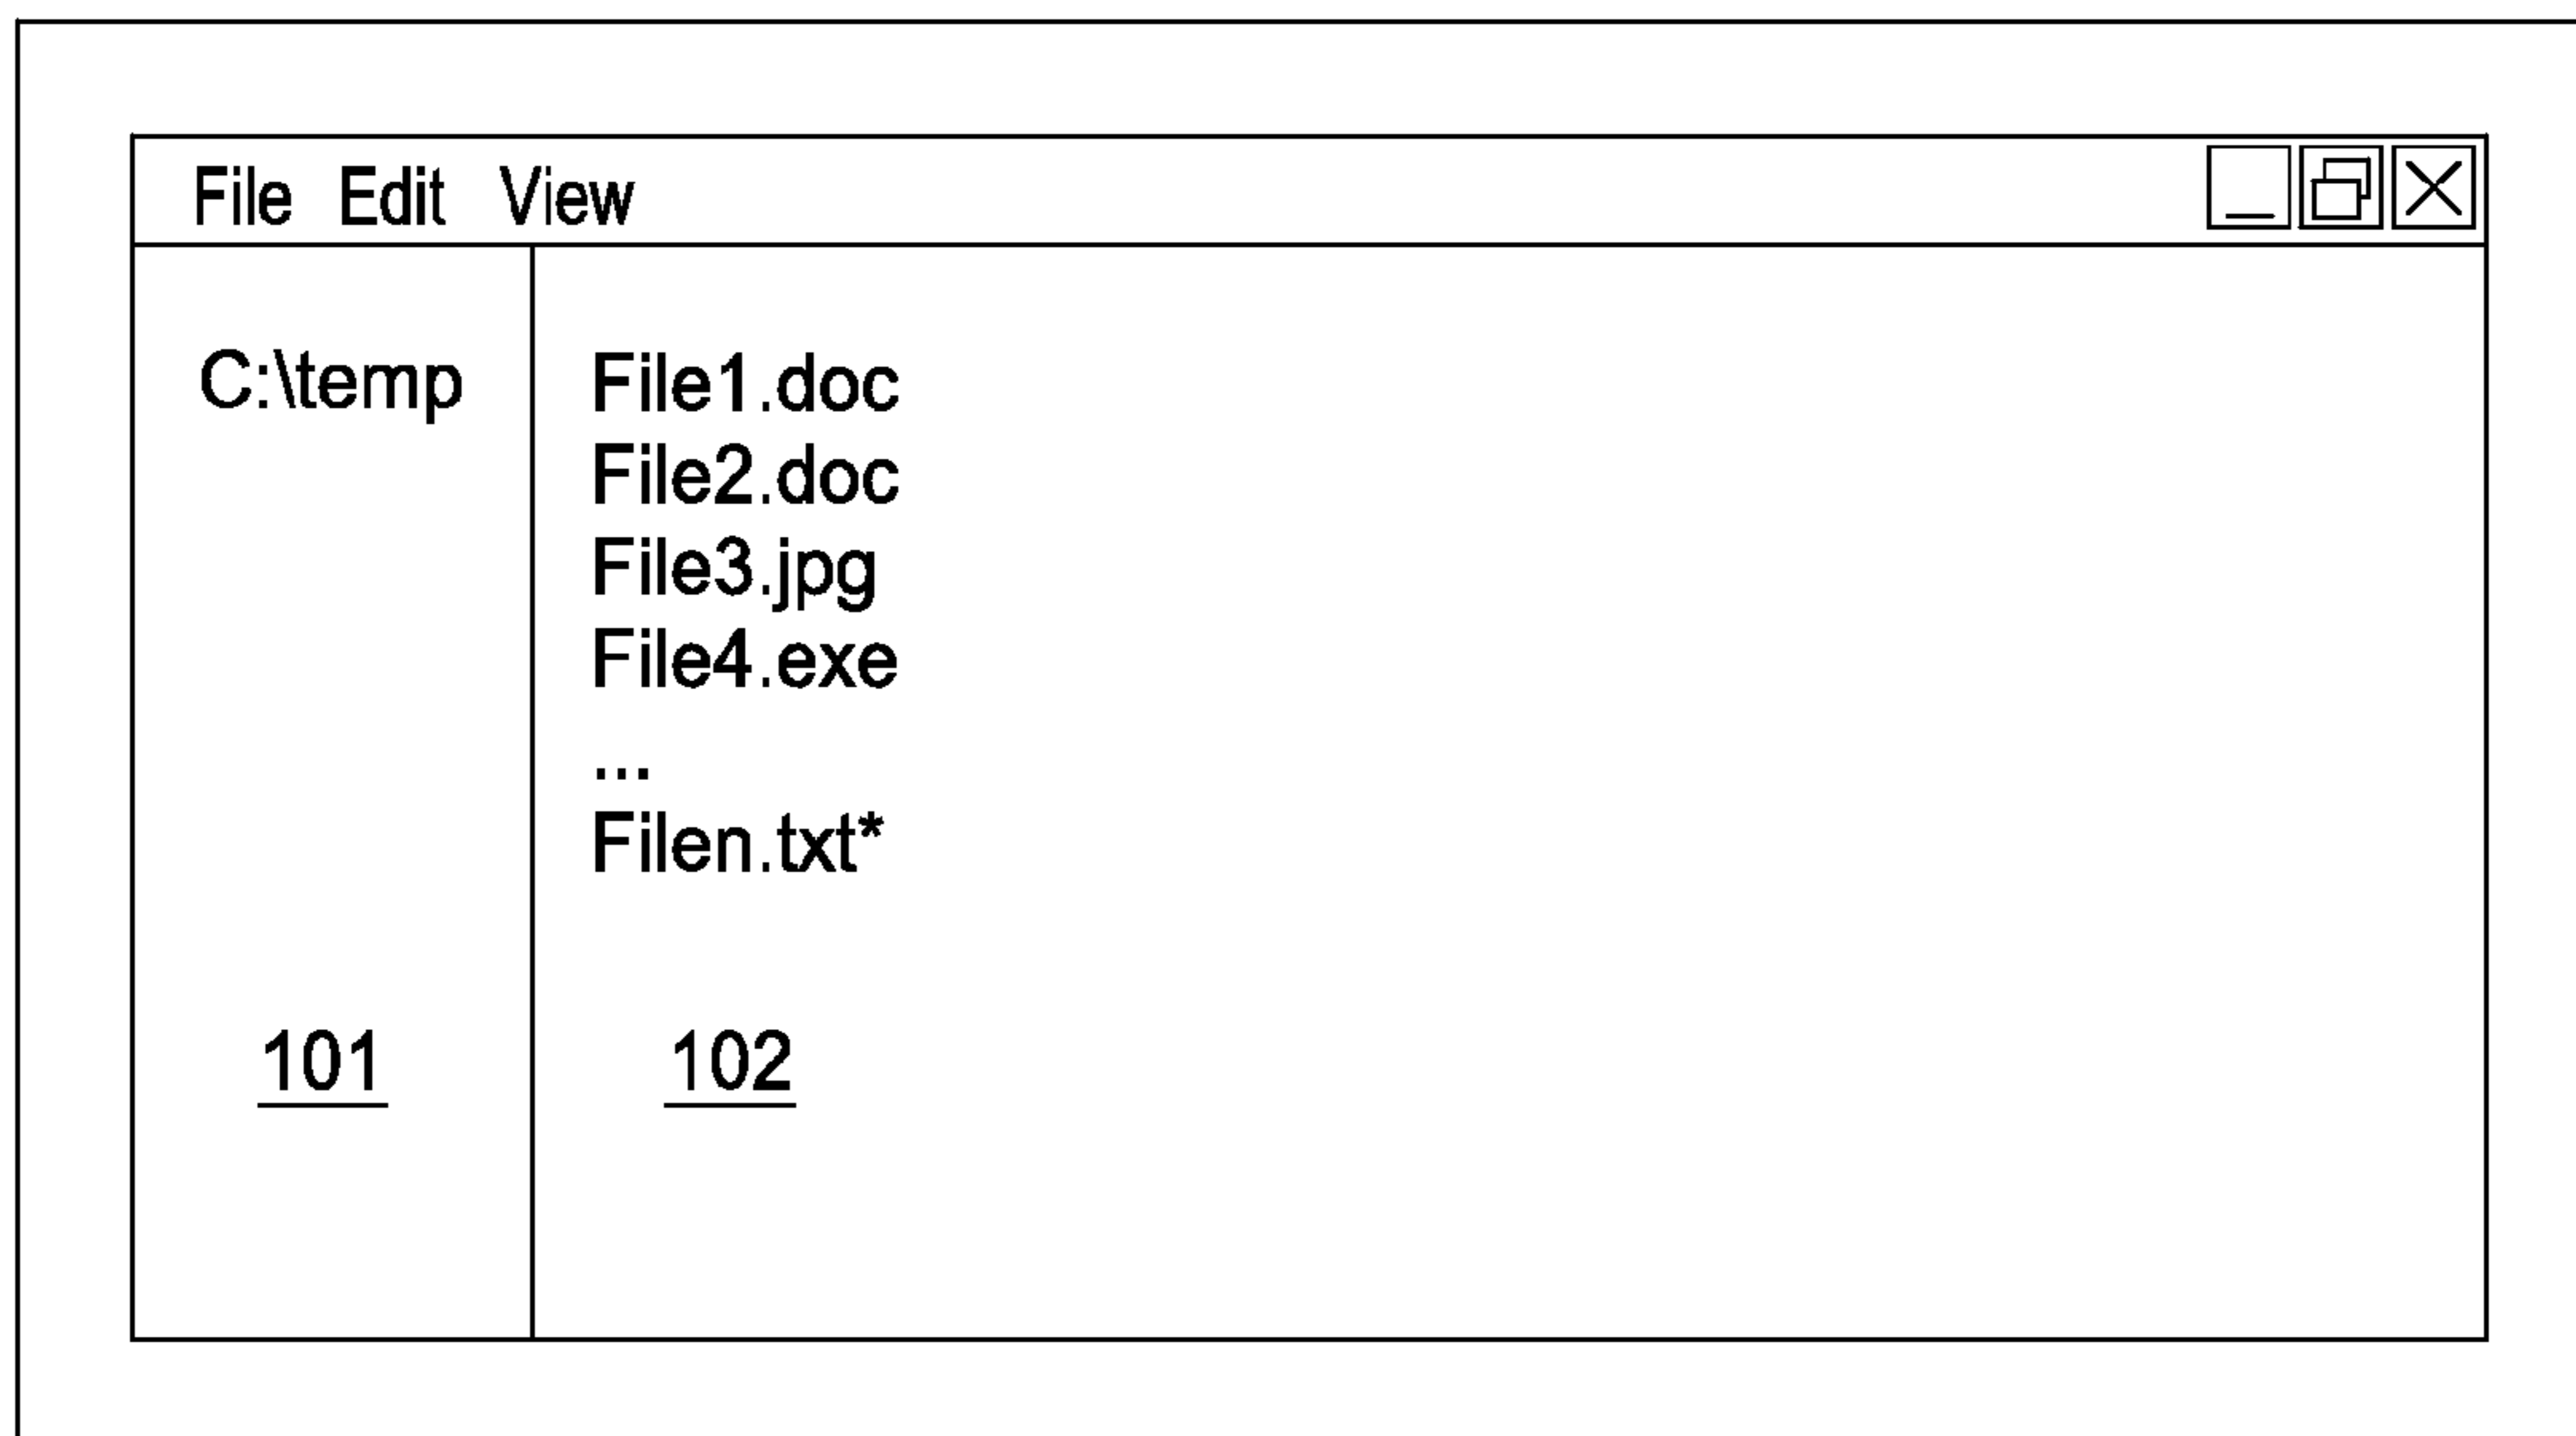 File Edit View
C:\temp
File1.doc
File2.doc
File3.jpg
File4.exe
...
Filen.txt*
101
102